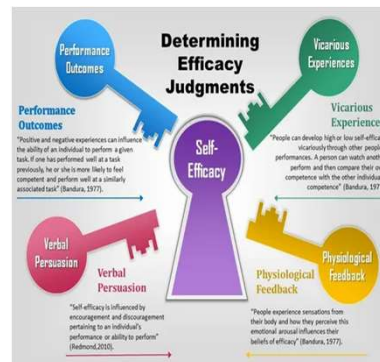 Determining
Efficacy
Judgments
Performance
Outcomes
Vicarious
Experiences
Performance
Outcomes
"Positive and negative experiences can influence
the ability of an individual to perform a given
task. If one has performed well at a task
previously, he or she is more likely to feel
competent and perform well at a similarly
associated task" (Bandura, 1977).
Vicarious
Experience
"People can develop high or low self-effica
vicariously through other people
performances. A person can watch anoth
perform and then compare their ow
competence with the other individual
competence" (Bandura, 197
Self-
Efficacy
Verbal
Persuasion
Verbal
Persuasion
"Self-efficacy is influenced by
encouragement and discouragement
pertaining to an individual's
performance or ability to perform"
(Redmond,2010).
Physiological
Feedback
Physiological
Feedback
"People experience sensations from
their body and how they perceive this
emotional arousal influences their
beliefs of efficacy" (Bandura, 1977).